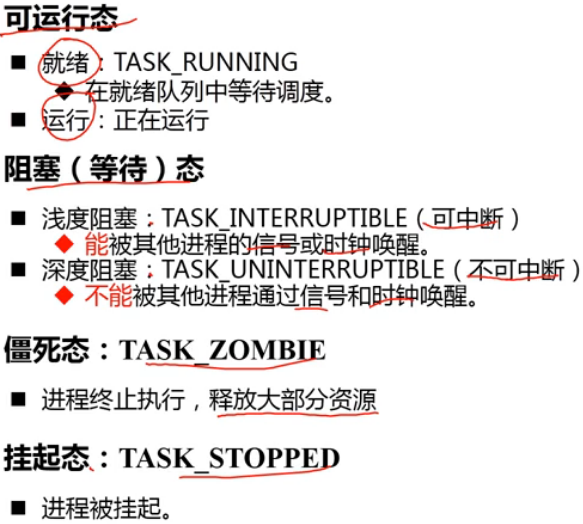 可运行态
■ 就绪：TASK_RUNNING
◆ 在就绪队列中等待调度。
■ 运行：正在运行
阻塞（等待）态
■ 浅度阻塞：TASK_INTERRUPTIBLE（可中断）
◆ 能被其他进程的信号或时钟唤醒。
■ 深度阻塞：TASK_UNINTERRUPTIBLE（不可中断）
◆ 不能被其他进程通过信号和时钟唤醒。
僵死态：TASK_ZOMBIE
■ 进程终止执行，释放大部分资源
挂起态：TASK_STOPPED
■ 进程被挂起。